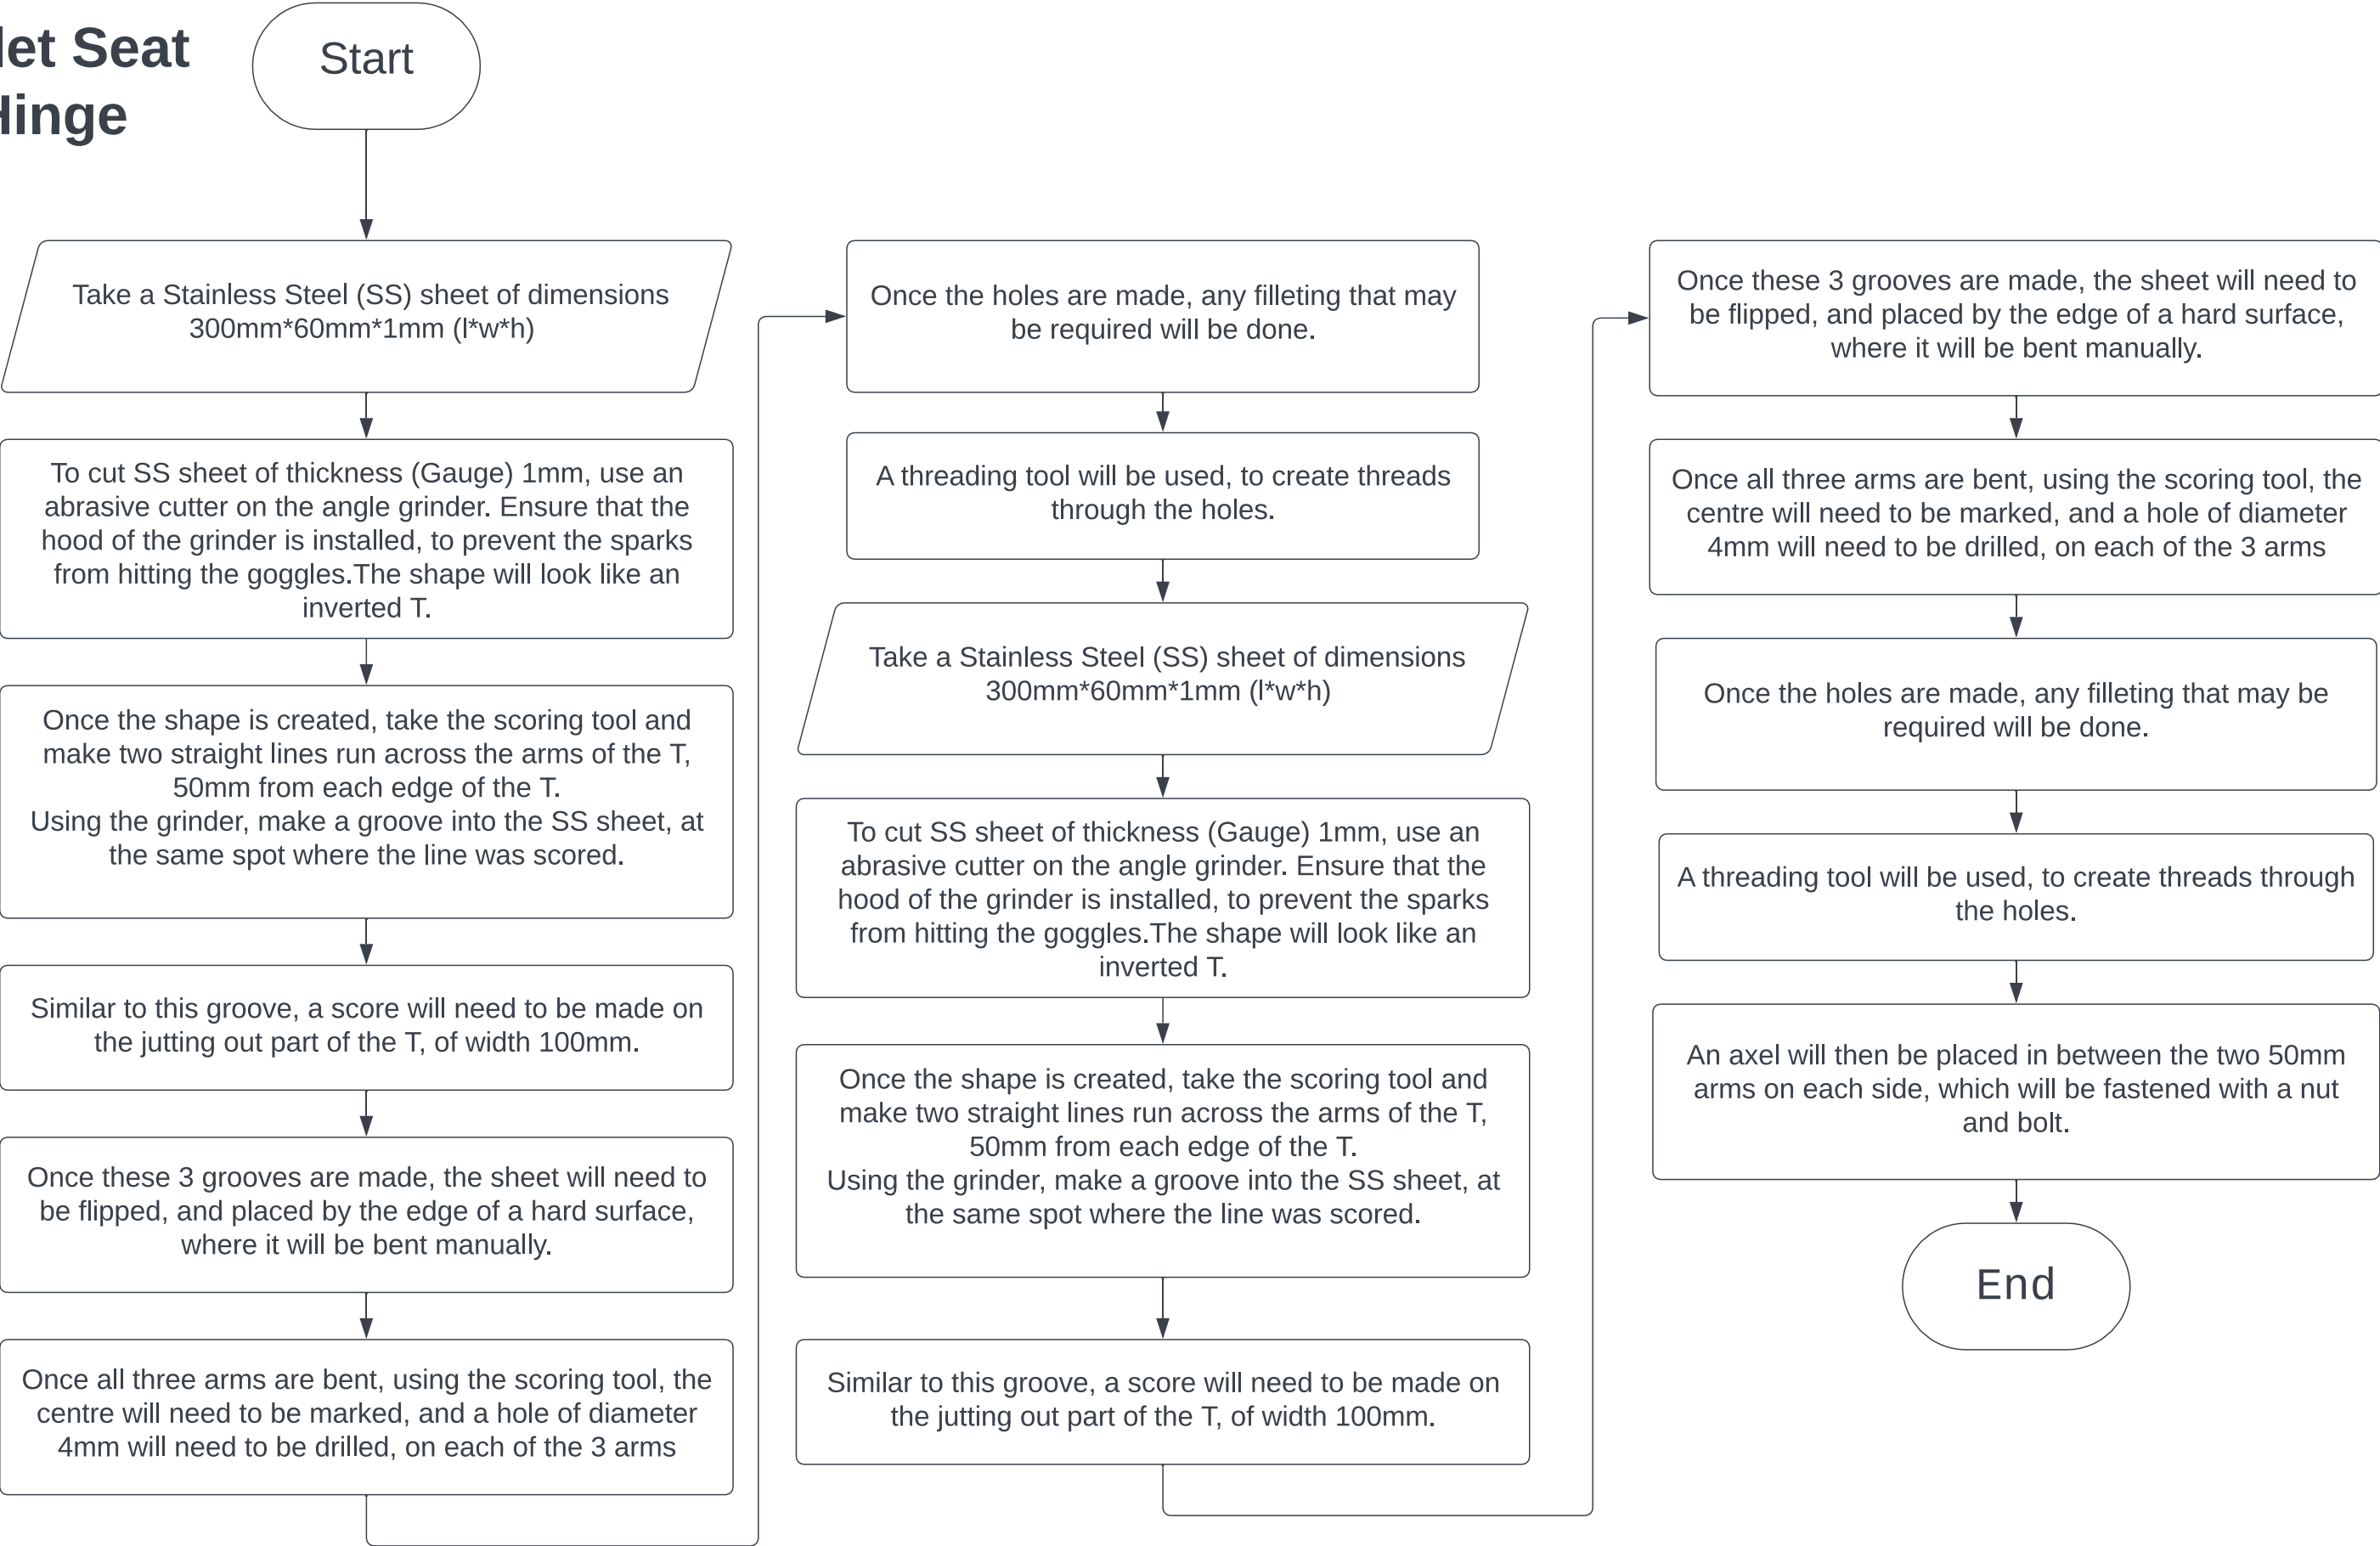 let Seat
Hinge
Start
Take a Stainless Steel (SS) sheet of dimensions
300mm*60mm*1mm (l*w*h)
To cut SS sheet of thickness (Gauge) 1mm, use an
abrasive cutter on the angle grinder. Ensure that the
hood of the grinder is installed, to prevent the sparks
from hitting the goggles.The shape will look like an
inverted T.
Once the shape is created, take the scoring tool and
make two straight lines run across the arms of the T,
50mm from each edge of the T.
Using the grinder, make a groove into the SS sheet, at
the same spot where the line was scored.
Similar to this groove, a score will need to be made on
the jutting out part of the T, of width 100mm.
Once these 3 grooves are made, the sheet will need to
be flipped, and placed by the edge of a hard surface,
where it will be bent manually.
Once all three arms are bent, using the scoring tool, the
centre will need to be marked, and a hole of diameter
4mm will need to be drilled, on each of the 3 arms
Once the holes are made, any filleting that may
be required will be done.
A threading tool will be used, to create threads
through the holes.
Take a Stainless Steel (SS) sheet of dimensions
300mm*60mm*1mm (l*w*h)
To cut SS sheet of thickness (Gauge) 1mm, use an
abrasive cutter on the angle grinder. Ensure that the
hood of the grinder is installed, to prevent the sparks
from hitting the goggles.The shape will look like an
inverted T.
Once the shape is created, take the scoring tool and
make two straight lines run across the arms of the T,
50mm from each edge of the T.
Using the grinder, make a groove into the SS sheet, at
the same spot where the line was scored.
Similar to this groove, a score will need to be made on
the jutting out part of the T, of width 100mm.
Once these 3 grooves are made, the sheet will need to
be flipped, and placed by the edge of a hard surface,
where it will be bent manually.
Once all three arms are bent, using the scoring tool, the
centre will need to be marked, and a hole of diameter
4mm will need to be drilled, on each of the 3 arms
Once the holes are made, any filleting that may be
required will be done.
A threading tool will be used, to create threads through
the holes.
An axel will then be placed in between the two 50mm
arms on each side, which will be fastened with a nut
and bolt.
End